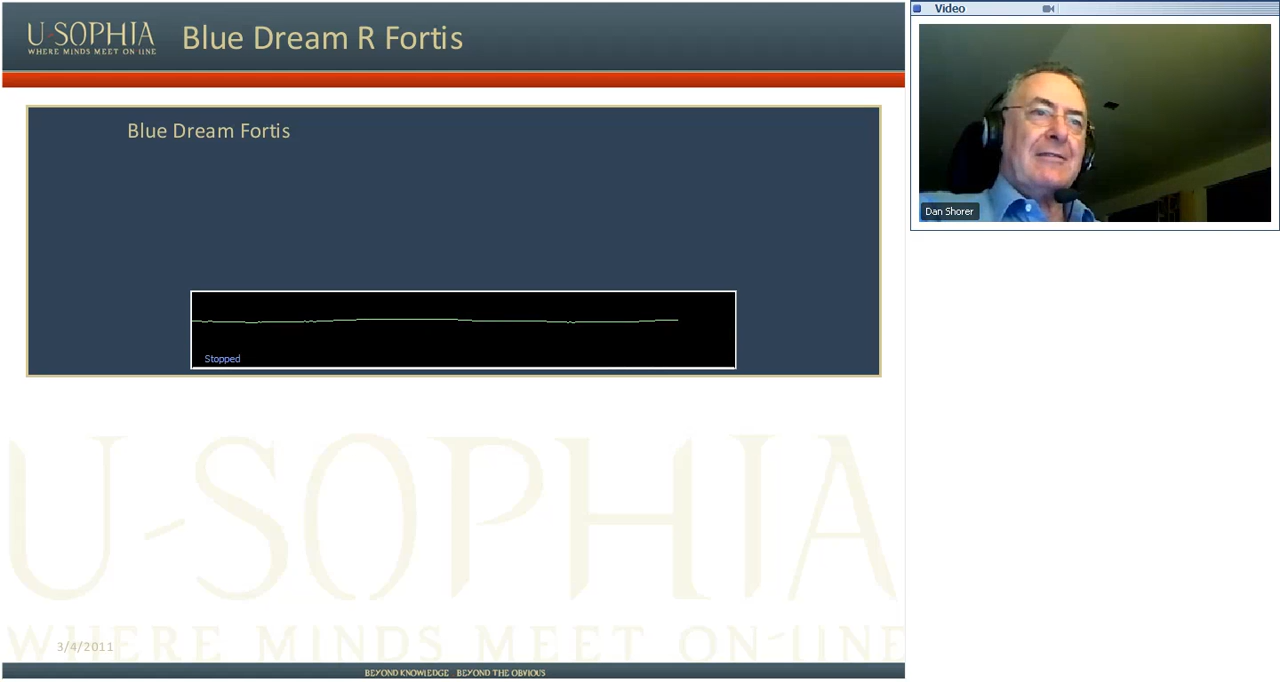 U-SOPHIA
WHERE MINDS MEET ON-LINE
Blue Dream R Fortis
Video
Blue Dream Fortis
Dan Shorer
Stopped
U-SOPHIA
WHERE MINDS MEET ON-LINE
3/4/2011
BEYOND KNOWLEDGE BEYOND THE OBVIOUS